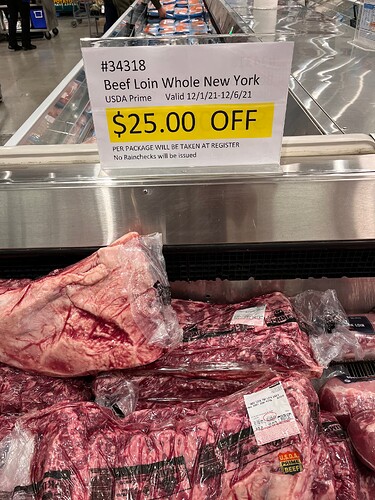 #34318
Beef Loin Whole New York
USDA Prime Valid 12/1/21-12/6/21
$25.00 OFF
PER PACKAGE WILL BE TAKEN AT REGISTER
No Rainchecks will be issued
U.S.D.A.
BEEF